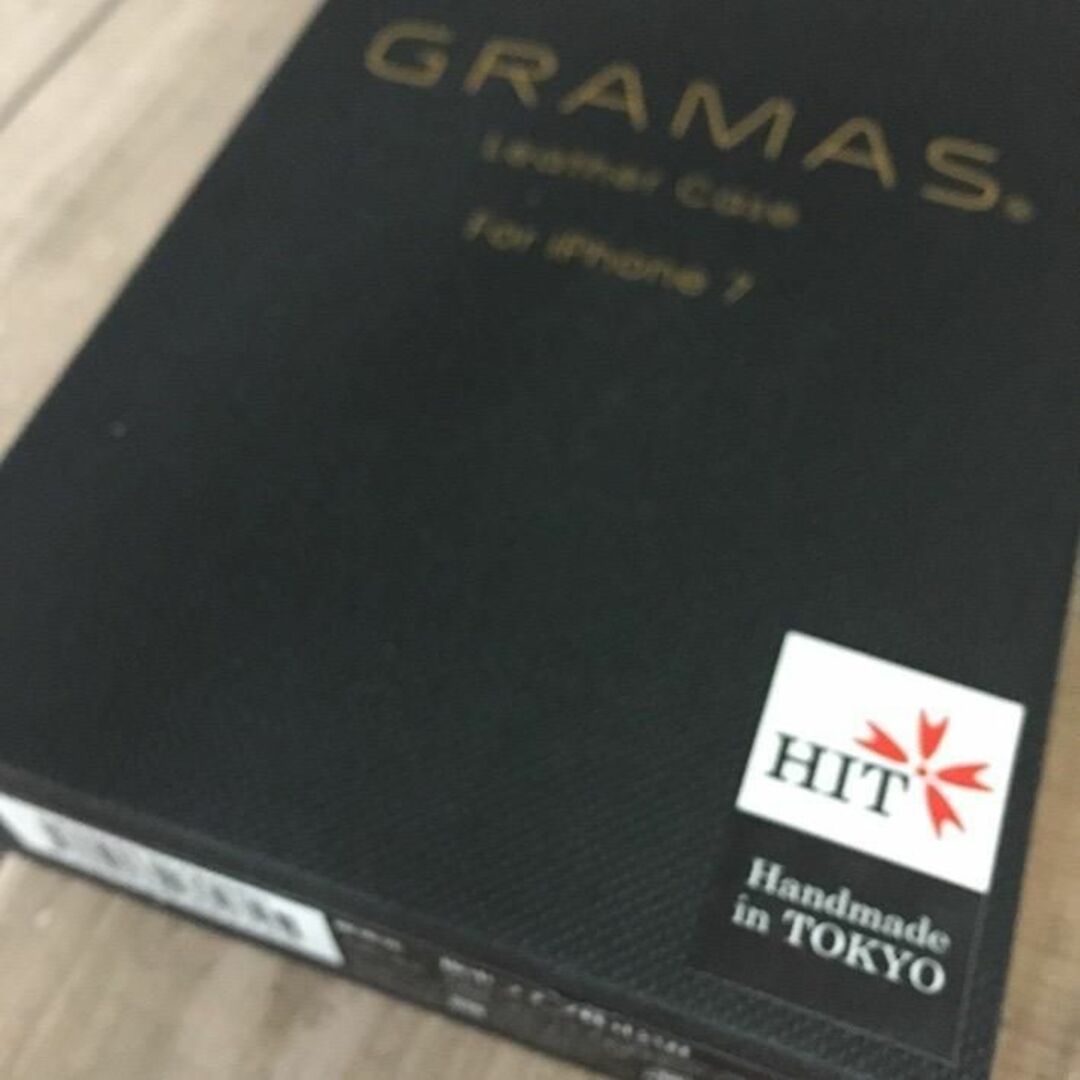 GRAMAS
Leather Case
For iPhone 7
HIT
Handmade
in TOKYO